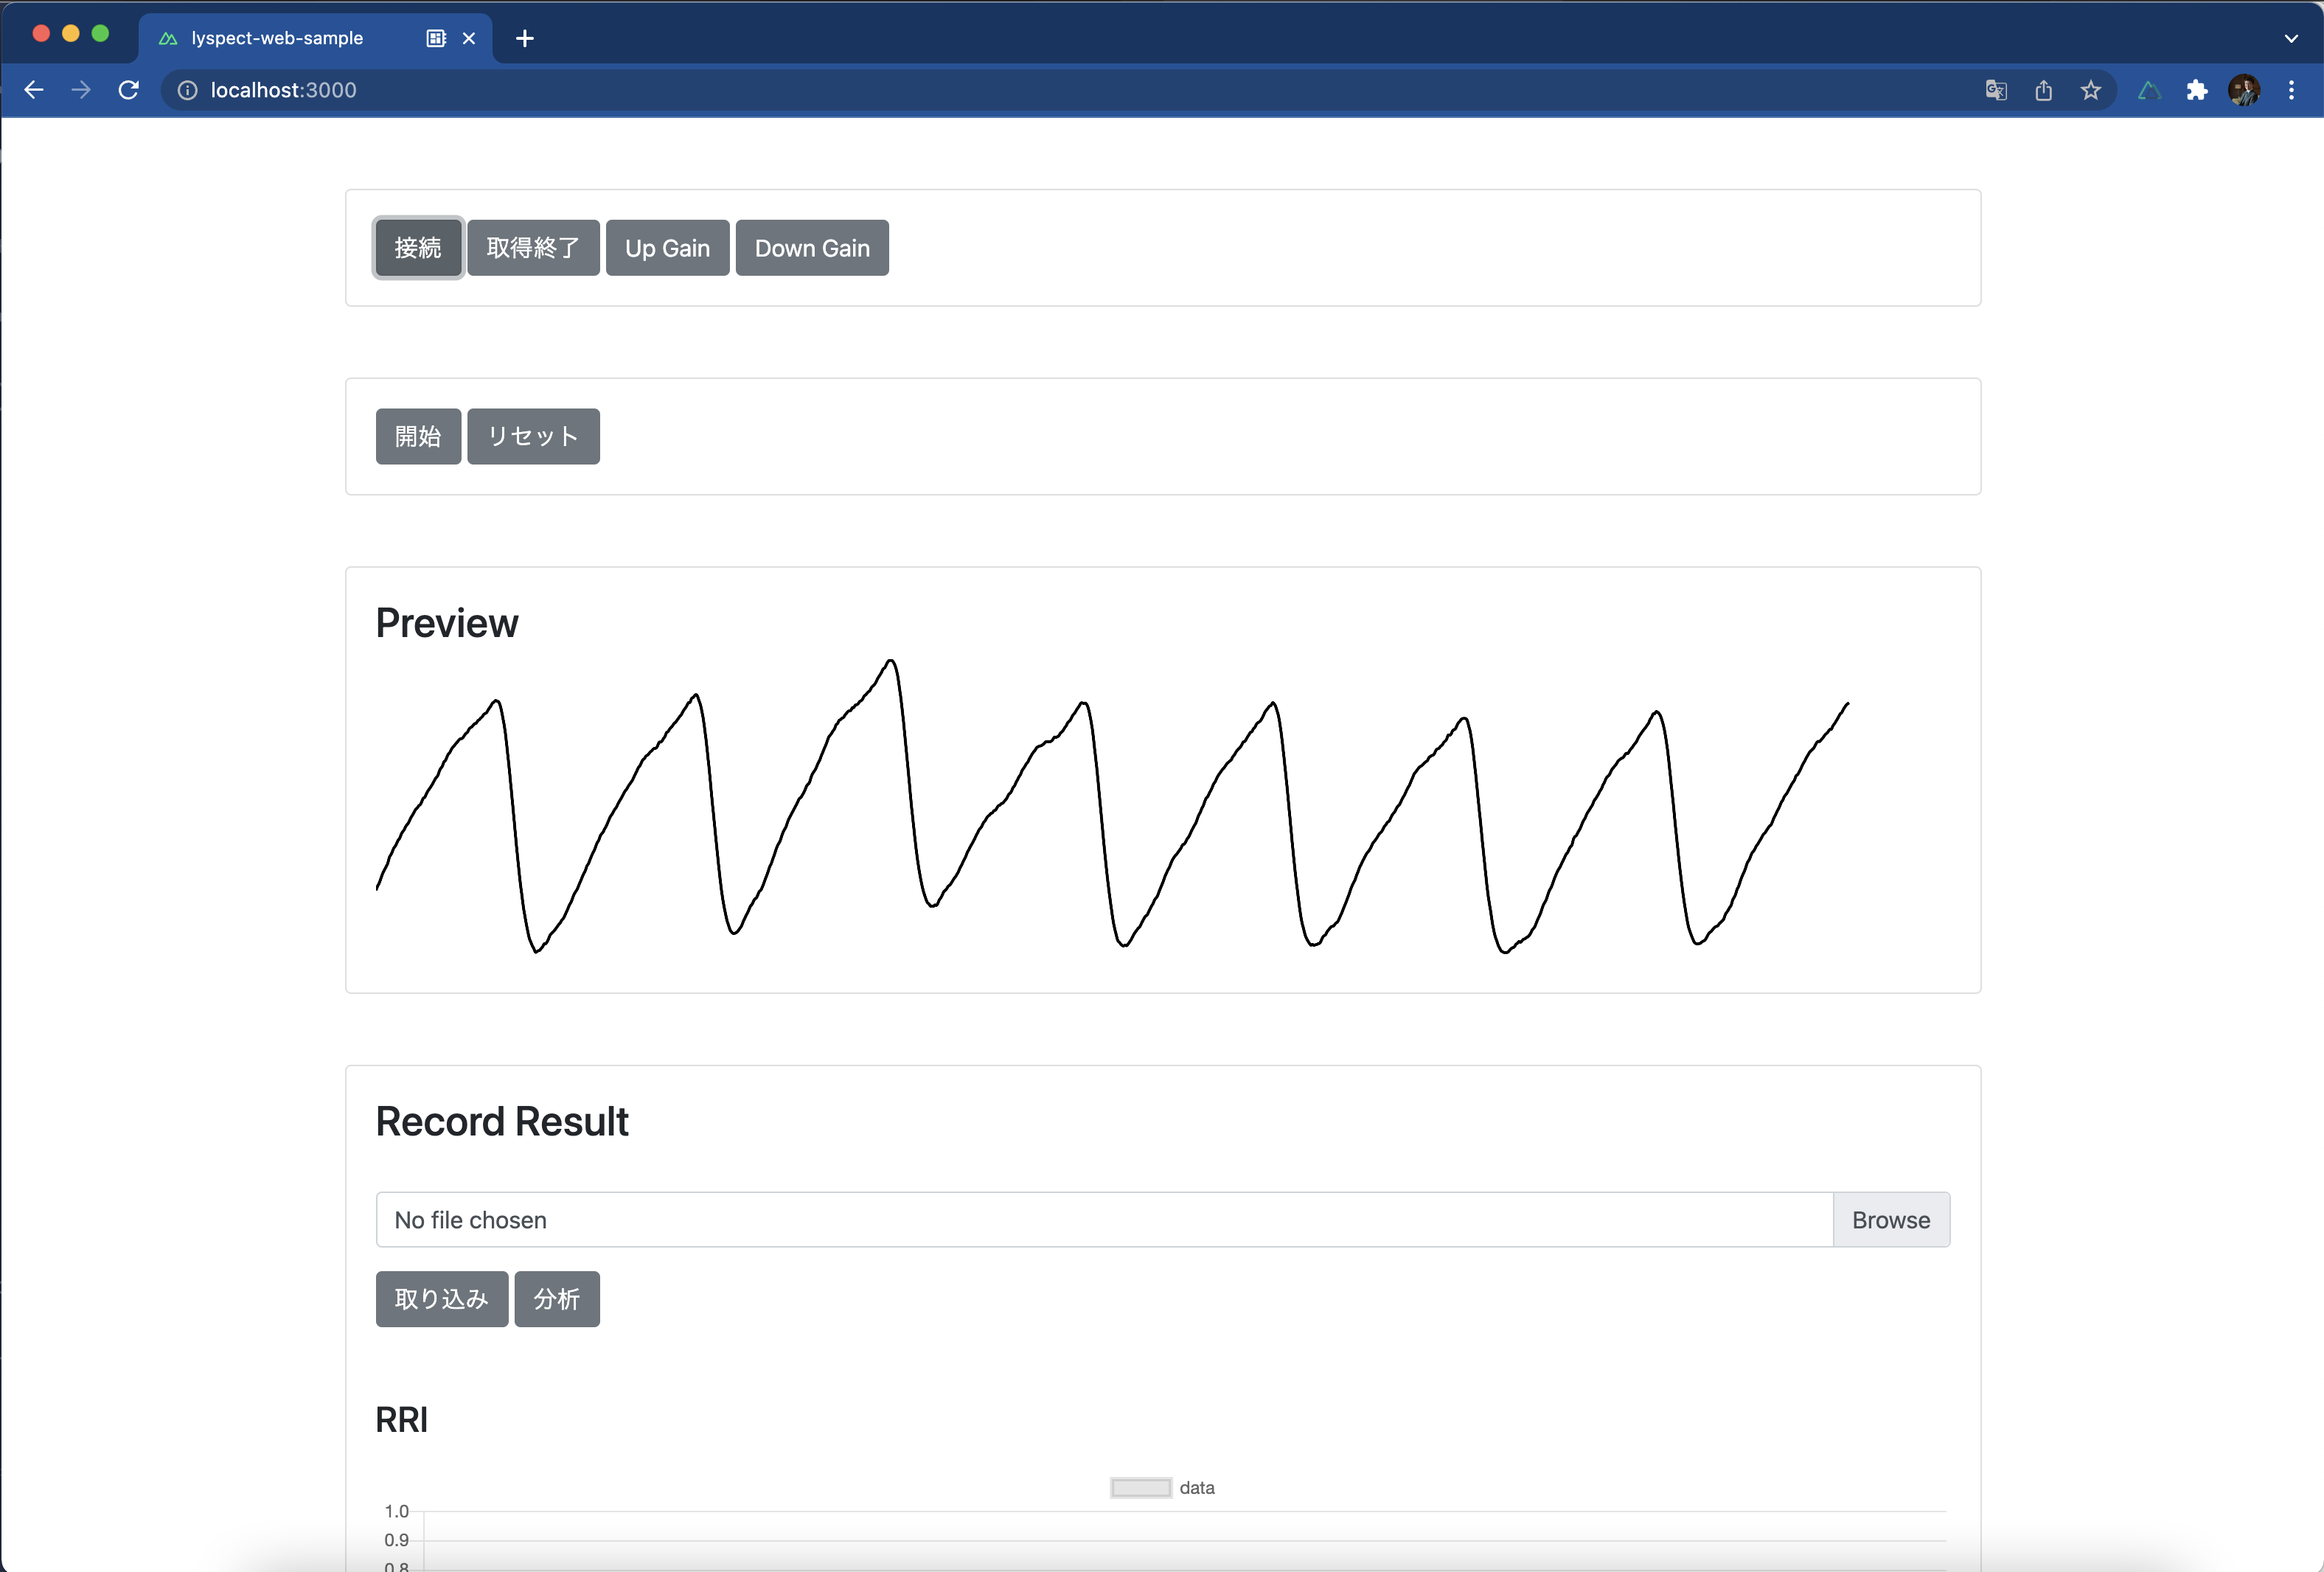 lyspect-web-sample
localhost:3000
接続 取得終了 Up Gain Down Gain
開始 リセット
Preview
Record Result
No file chosen Browse
取り込み 分析
RRI
data
1.0
0.9
0.8